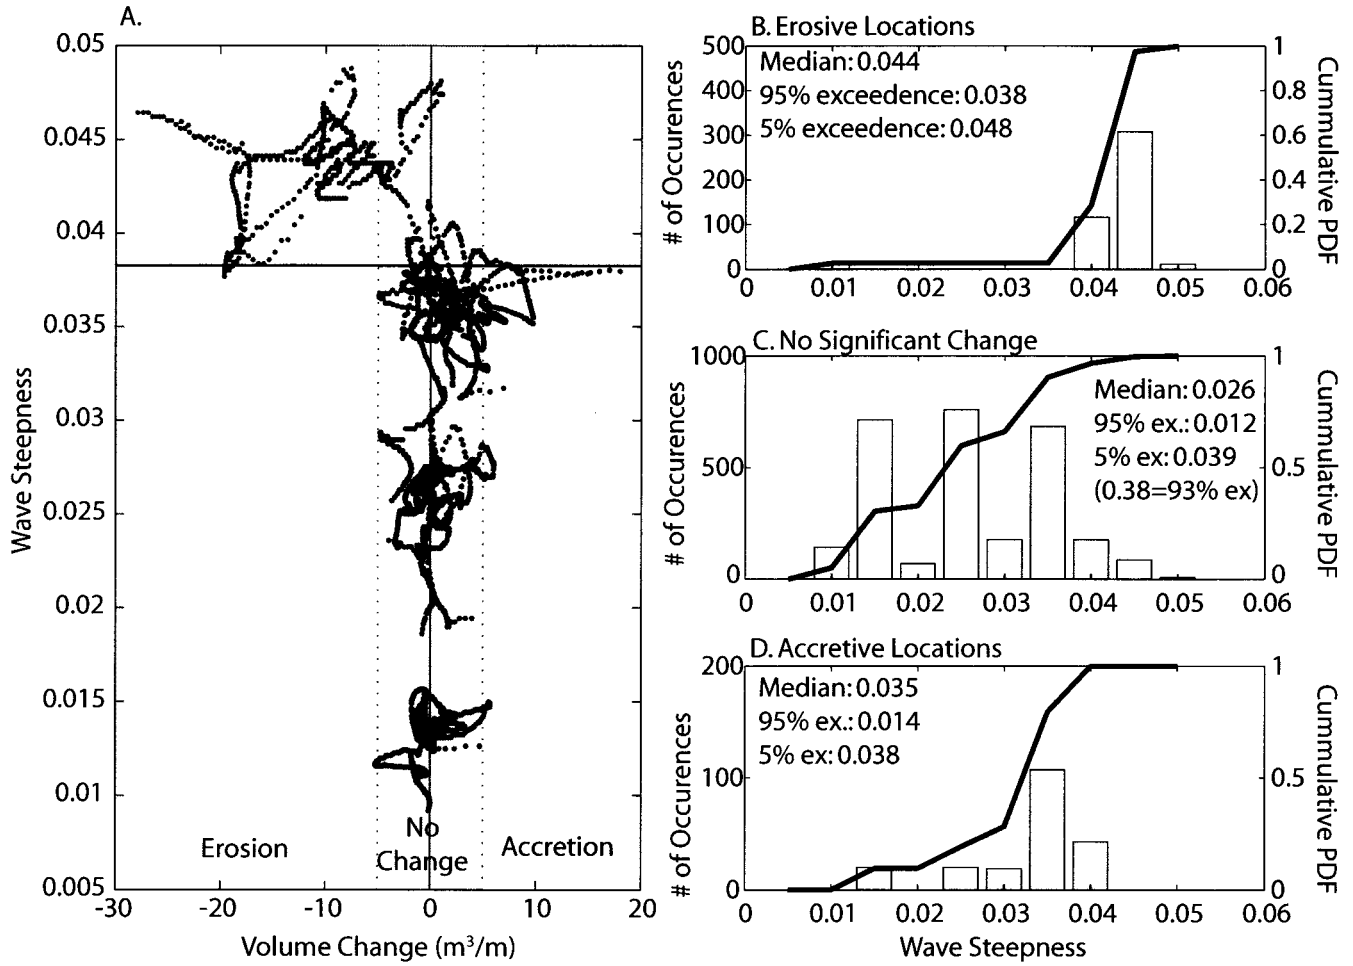 A.
0.05
0.045
0.04
0.035
0.03
0.025
0.02
0.015
0.01
0.005
Wave Steepness
Erosion
No
Change
Accretion
-30
-20
-10
0
10
20
Volume Change (m³/m)
B. Erosive Locations
500
400
300
200
100
0
# of Occurences
Median: 0.044
95% exceedence: 0.038
5% exceedence: 0.048
1
0.8
0.6
0.4
0.2
0
Cummulative PDF
0
0.01
0.02
0.03
0.04
0.05
0.06
C. No Significant Change
1000
500
0
# of Occurences
Median: 0.026
95% ex.: 0.012
5% ex: 0.039
(0.38=93% ex)
1
0.5
0
Cummulative PDF
0
0.01
0.02
0.03
0.04
0.05
0.06
D. Accretive Locations
200
100
0
# of Occurences
Median: 0.035
95% ex.: 0.014
5% ex: 0.038
1
0.5
0
Cummulative PDF
0
0.01
0.02
0.03
0.04
0.05
0.06
Wave Steepness